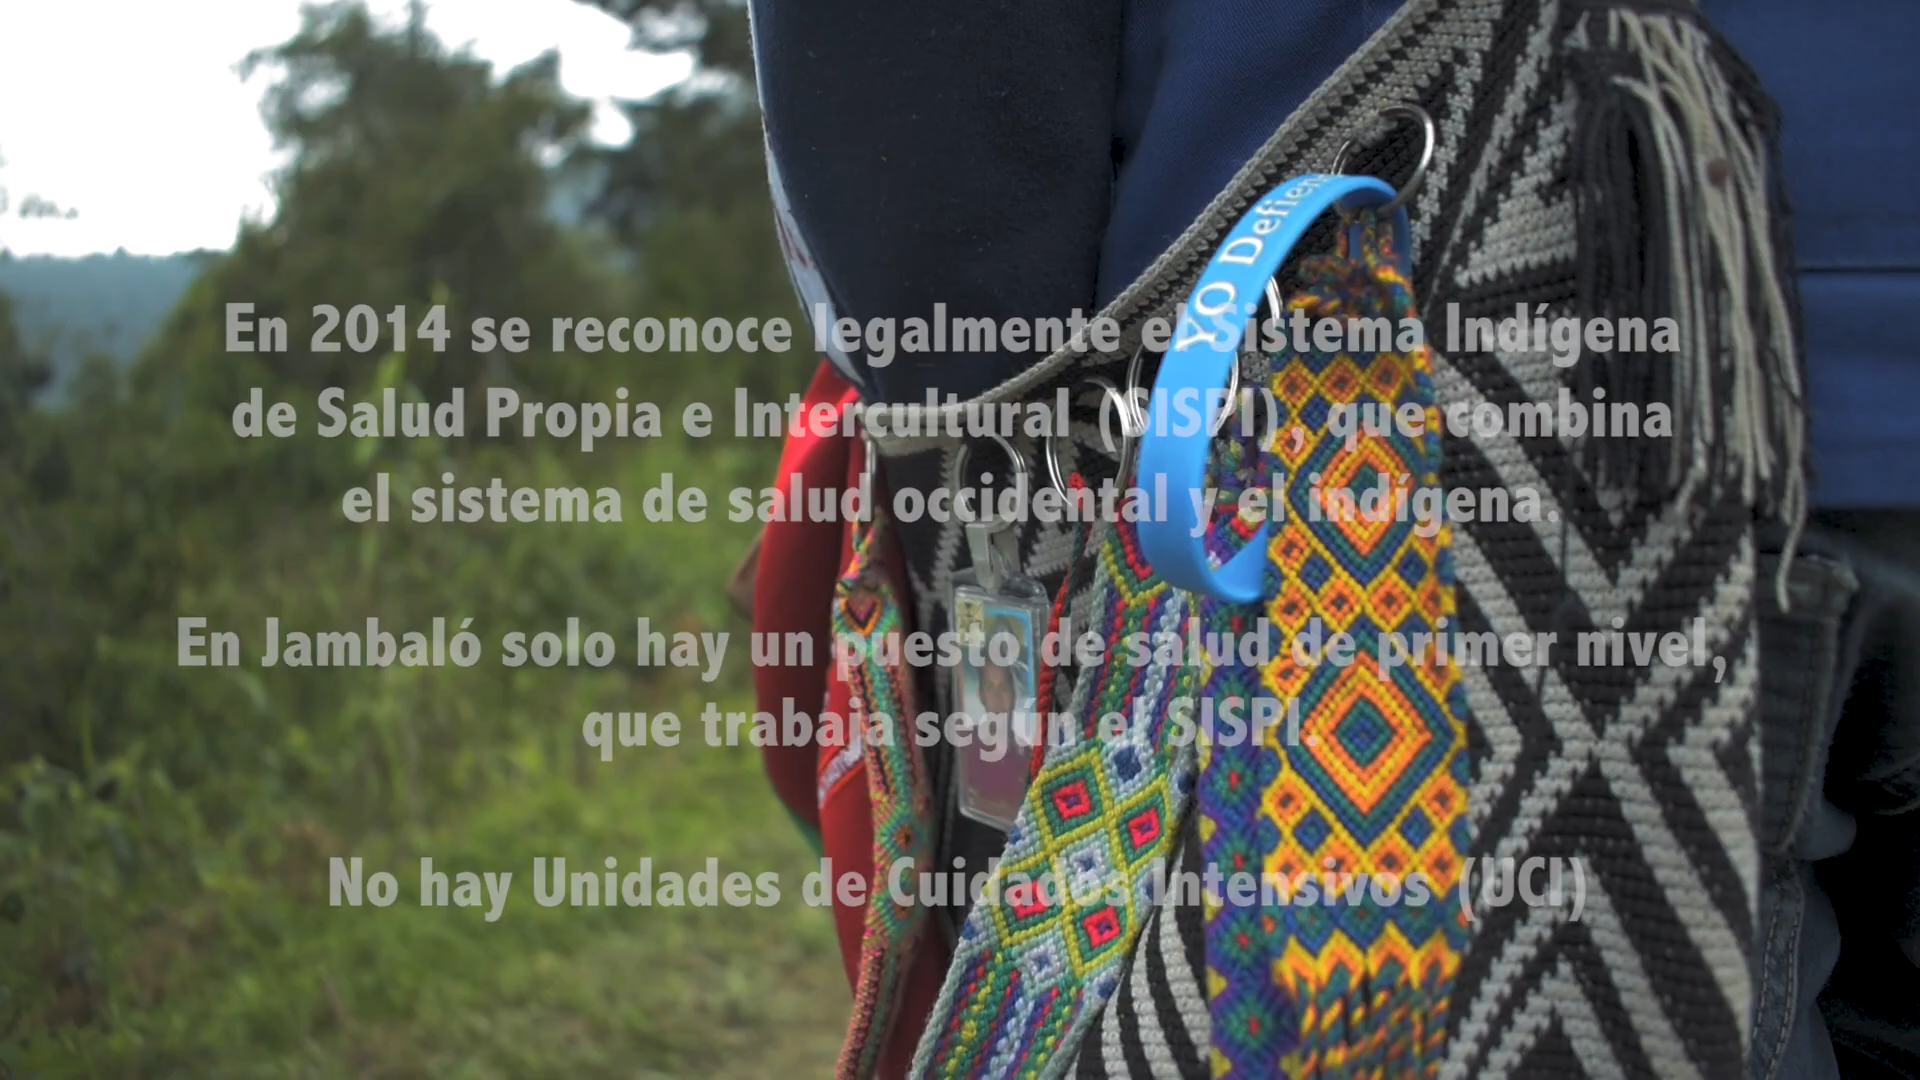 En 2014 se reconoce legalmente el Sistema Indígena
de Salud Propia e Intercultural (SISPI), que combina
el sistema de salud occidental y el indígena.
En Jambaló solo hay un puesto de salud de primer nivel,
que trabaja según el SISPI.
No hay Unidades de Cuidados Intensivos (UCI)
YO